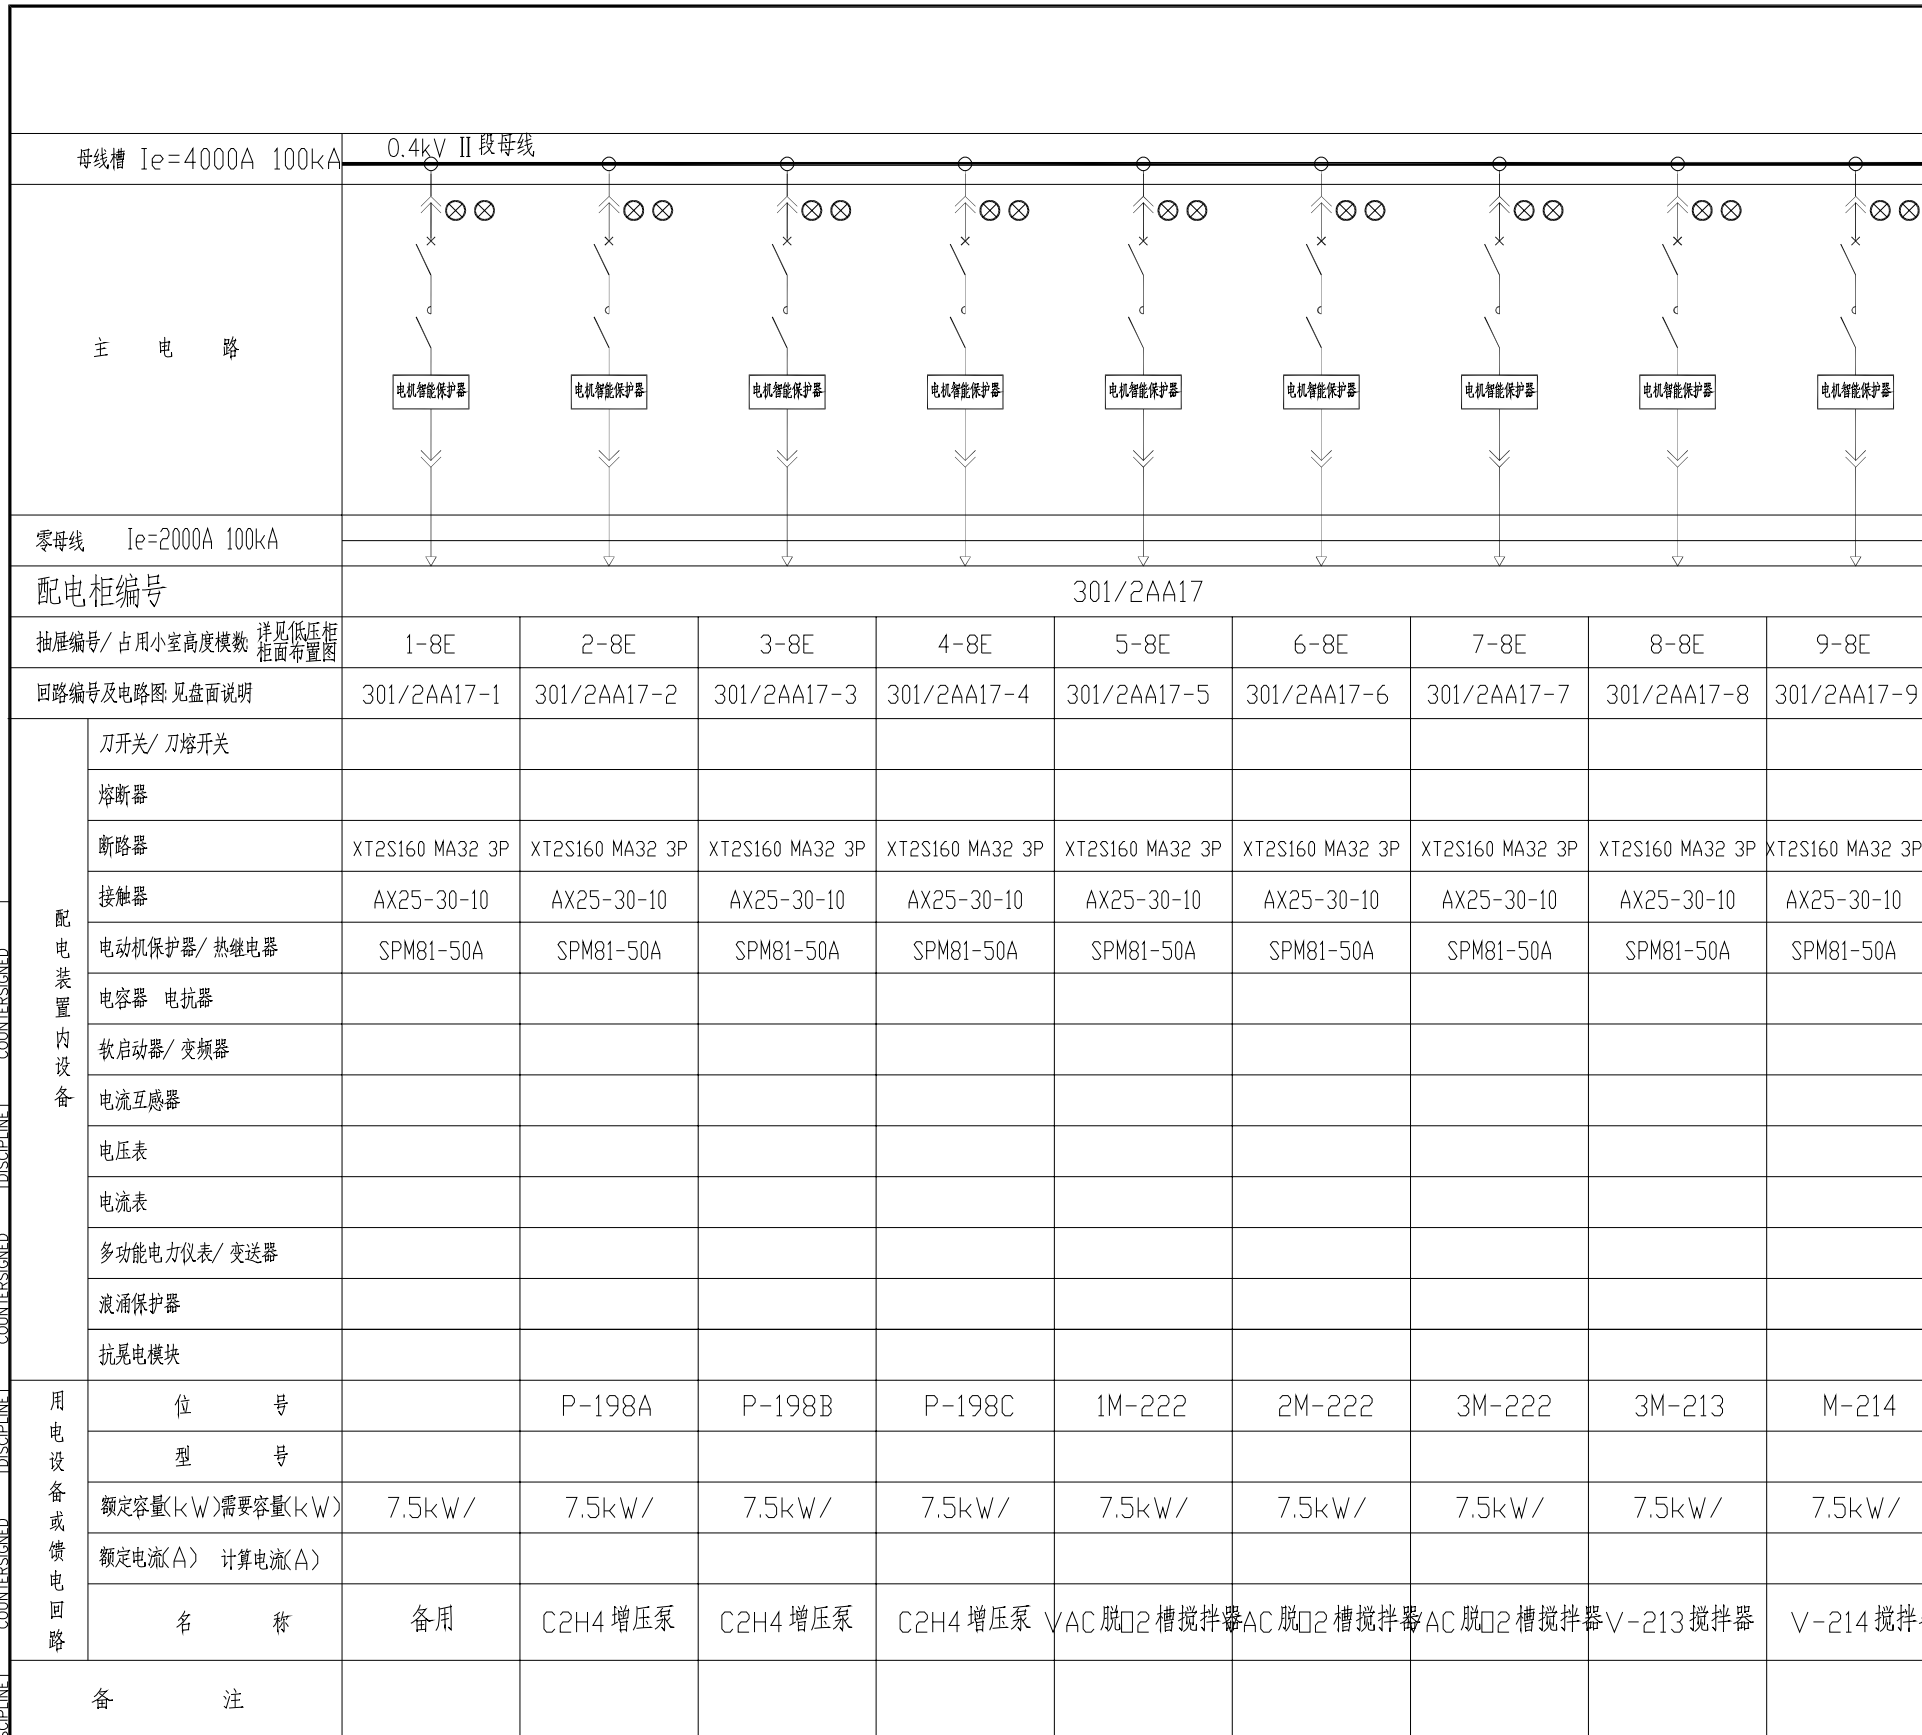 母线槽 Ie=4000A 100kA
0.4kV II段母线
主 电 路
电机智能保护器 电机智能保护器 电机智能保护器 电机智能保护器 电机智能保护器 电机智能保护器 电机智能保护器 电机智能保护器 电机智能保护器
零母线 Ie=2000A 100kA
配电柜编号 301/2AA17
抽屉编号/占用小室高度模数: 详见低压柜柜面布置图 1-8E 2-8E 3-8E 4-8E 5-8E 6-8E 7-8E 8-8E 9-8E
回路编号及电路图:见盘面说明 301/2AA17-1 301/2AA17-2 301/2AA17-3 301/2AA17-4 301/2AA17-5 301/2AA17-6 301/2AA17-7 301/2AA17-8 301/2AA17-9
配电装置内设备
刀开关/刀熔开关
熔断器
断路器 XT2S160 MA32 3P XT2S160 MA32 3P XT2S160 MA32 3P XT2S160 MA32 3P XT2S160 MA32 3P XT2S160 MA32 3P XT2S160 MA32 3P XT2S160 MA32 3P XT2S160 MA32 3P
接触器 AX25-30-10 AX25-30-10 AX25-30-10 AX25-30-10 AX25-30-10 AX25-30-10 AX25-30-10 AX25-30-10 AX25-30-10
电动机保护器/热继电器 SPM81-50A SPM81-50A SPM81-50A SPM81-50A SPM81-50A SPM81-50A SPM81-50A SPM81-50A SPM81-50A
电容器 电抗器
软启动器/变频器
电流互感器
电压表
电流表
多功能电力仪表/变送器
浪涌保护器
抗晃电模块
用电设备或馈电回路
位 号 P-198A P-198B P-198C 1M-222 2M-222 3M-222 3M-213 M-214
型 号
额定容量(kW)需要容量(kW) 7.5kW/ 7.5kW/ 7.5kW/ 7.5kW/ 7.5kW/ 7.5kW/ 7.5kW/ 7.5kW/ 7.5kW/
额定电流(A) 计算电流(A)
名 称 备用 C2H4增压泵 C2H4增压泵 C2H4增压泵 VAC脱□2槽搅拌器 VAC脱□2槽搅拌器 VAC脱□2槽搅拌器 V-213搅拌器 V-214搅拌
备 注
COUNTERSIGNED
DISCIPLINE
COUNTERSIGNED
DISCIPLINE
COUNTERSIGNED